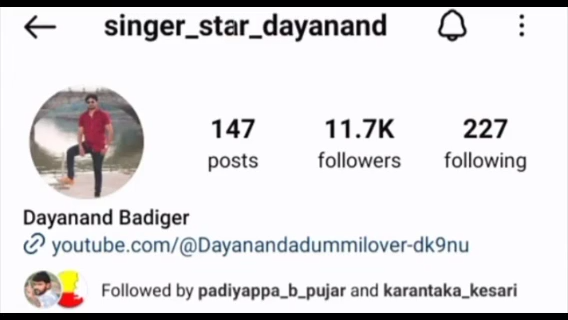 singer_star_dayanand
147 11.7K 227
posts followers following
Dayanand Badiger
youtube.com/@Dayanandadummilover-dk9nu
Followed by padiyappa_b_pujar and karantaka_kesari